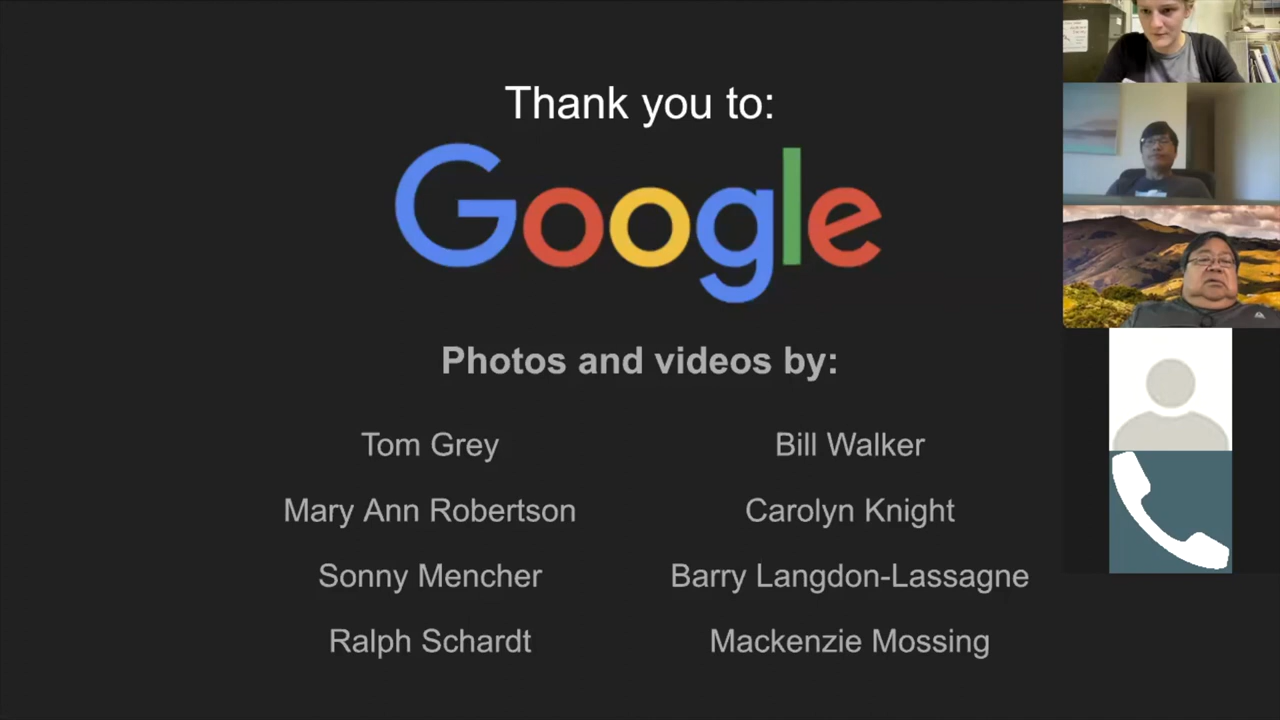 Thank you to:
Google
Photos and videos by:
Tom Grey
Bill Walker
Mary Ann Robertson
Carolyn Knight
Sonny Mencher
Barry Langdon-Lassagne
Ralph Schardt
Mackenzie Mossing